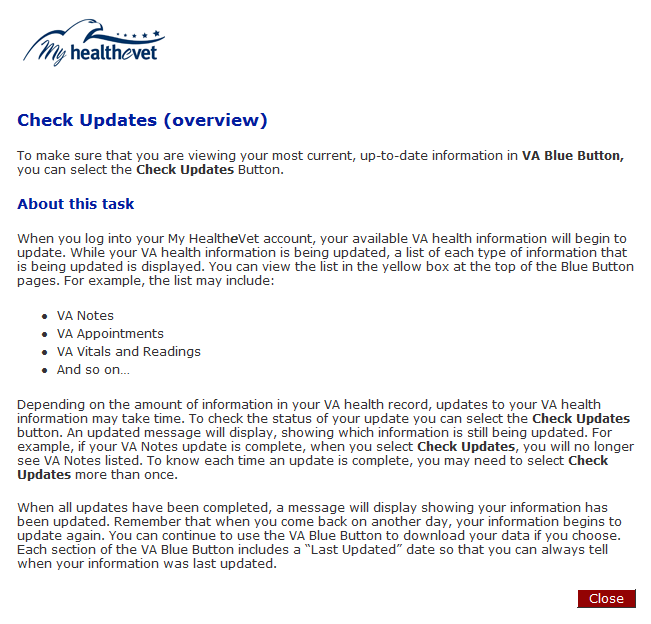 My healthevet
Check Updates (overview)
To make sure that you are viewing your most current, up-to-date information in VA Blue Button,
you can select the Check Updates Button.
About this task
When you log into your My HealtheVet account, your available VA health information will begin to
update. While your VA health information is being updated, a list of each type of information that
is being updated is displayed. You can view the list in the yellow box at the top of the Blue Button
pages. For example, the list may include:
• VA Notes
• VA Appointments
• VA Vitals and Readings
• And so on…
Depending on the amount of information in your VA health record, updates to your VA health
information may take time. To check the status of your update you can select the Check Updates
button. An updated message will display, showing which information is still being updated. For
example, if your VA Notes update is complete, when you select Check Updates, you will no longer
see VA Notes listed. To know each time an update is complete, you may need to select Check
Updates more than once.
When all updates have been completed, a message will display showing your information has
been updated. Remember that when you come back on another day, your information begins to
update again. You can continue to use the VA Blue Button to download your data if you choose.
Each section of the VA Blue Button includes a “Last Updated” date so that you can always tell
when your information was last updated.
Close